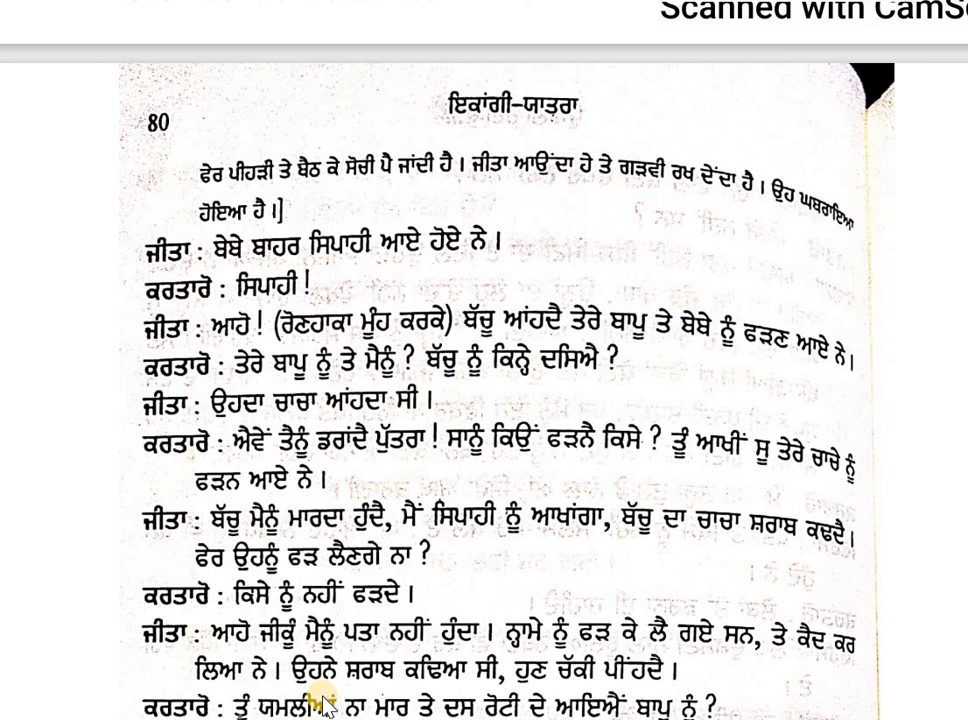 Scanned with CamSc
80
ਇਕਾਂਗੀ-ਯਾਤਰਾ
ਫੇਰ ਪੀਹੜੀ ਤੇ ਬੈਠ ਕੇ ਸੋਚੀ ਪੈ ਜਾਂਦੀ ਹੈ। ਜੀਤਾ ਆਉਂਦਾ ਹੇ ਤੇ ਗੜਵੀ ਰਖ ਦੇਂਦਾ ਹੈ। ਉਹ ਘਬਰਾਇਆ
ਹੋਇਆ ਹੈ।]
ਜੀਤਾ : ਬੇਬੇ ਬਾਹਰ ਸਿਪਾਹੀ ਆਏ ਹੋਏ ਨੇ।
ਕਰਤਾਰੋ : ਸਿਪਾਹੀ!
ਜੀਤਾ : ਆਹੋ! (ਰੋਣਹਾਕਾ ਮੂੰਹ ਕਰਕੇ) ਬੱਚੂ ਆਂਹਦੈ ਤੇਰੇ ਬਾਪੂ ਤੇ ਬੇਬੇ ਨੂੰ ਫੜਣ ਆਏ ਨੇ।
ਕਰਤਾਰੋ : ਤੇਰੇ ਬਾਪੂ ਨੂੰ ਤੇ ਮੈਨੂੰ? ਬੱਚੂ ਨੂੰ ਕਿਨ੍ਹੇ ਦਸਿਐ?
ਜੀਤਾ : ਉਹਦਾ ਚਾਚਾ ਆਂਹਦਾ ਸੀ।
ਕਰਤਾਰੋ : ਐਵੇਂ ਤੈਨੂੰ ਡਰਾਂਦੈ ਪੁੱਤਰਾ! ਸਾਨੂੰ ਕਿਉਂ ਫੜਨੈ ਕਿਸੇ? ਤੂੰ ਆਖੀਂ ਸੂ ਤੇਰੇ ਚਾਚੇ ਨੂੰ
ਫੜਨ ਆਏ ਨੇ।
ਜੀਤਾ : ਬੱਚੂ ਮੈਨੂੰ ਮਾਰਦਾ ਹੁੰਦੈ, ਮੈਂ ਸਿਪਾਹੀ ਨੂੰ ਆਖਾਂਗਾ, ਬੱਚੂ ਦਾ ਚਾਚਾ ਸ਼ਰਾਬ ਕਢਦੈ।
ਫੇਰ ਉਹਨੂੰ ਫੜ ਲੈਣਗੇ ਨਾ?
ਕਰਤਾਰੋ : ਕਿਸੇ ਨੂੰ ਨਹੀਂ ਫੜਦੇ।
ਜੀਤਾ : ਆਹੋ ਜੀਕੂੰ ਮੈਨੂੰ ਪਤਾ ਨਹੀਂ ਹੁੰਦਾ। ਨ੍ਹਾਮੇ ਨੂੰ ਫੜ ਕੇ ਲੈ ਗਏ ਸਨ, ਤੇ ਕੈਦ ਕਰ
ਲਿਆ ਨੇ। ਉਹਨੇ ਸ਼ਰਾਬ ਕਢਿਆ ਸੀ, ਹੁਣ ਚੱਕੀ ਪੀਂਹਦੈ।
ਕਰਤਾਰੋ : ਤੂੰ ਯਮਲੀਆਂ ਨਾ ਮਾਰ ਤੇ ਦਸ ਰੋਟੀ ਦੇ ਆਇਐਂ ਬਾਪੂ ਨੂੰ?